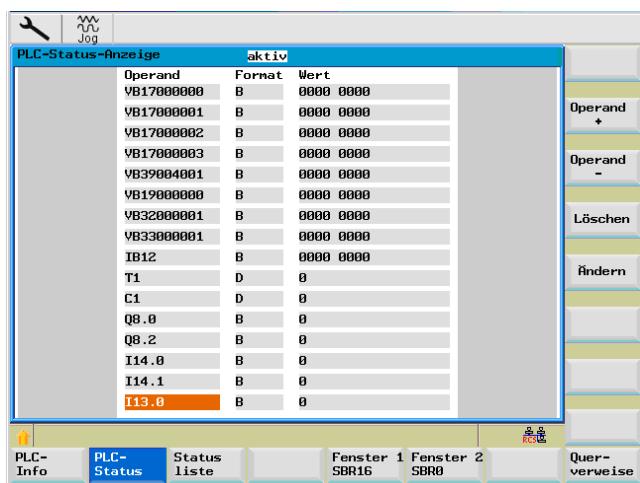 Jog
PLC-Status-Anzeige aktiv
Operand Format Wert
VB17000000 B 0000 0000
VB17000001 B 0000 0000
VB17000002 B 0000 0000
VB17000003 B 0000 0000
VB39004001 B 0000 0000
VB19000000 B 0000 0000
VB32000001 B 0000 0000
VB33000001 B 0000 0000
IB12 B 0000 0000
T1 D 0
C1 D 0
Q8.0 B 0
Q8.2 B 0
I14.0 B 0
I14.1 B 0
I13.0 B 0
Operand
+
Operand
-
Löschen
Ändern
RCS
PLC-
Info
PLC-
Status
Status
liste
Fenster 1
SBR16
Fenster 2
SBR0
Quer-
verweise